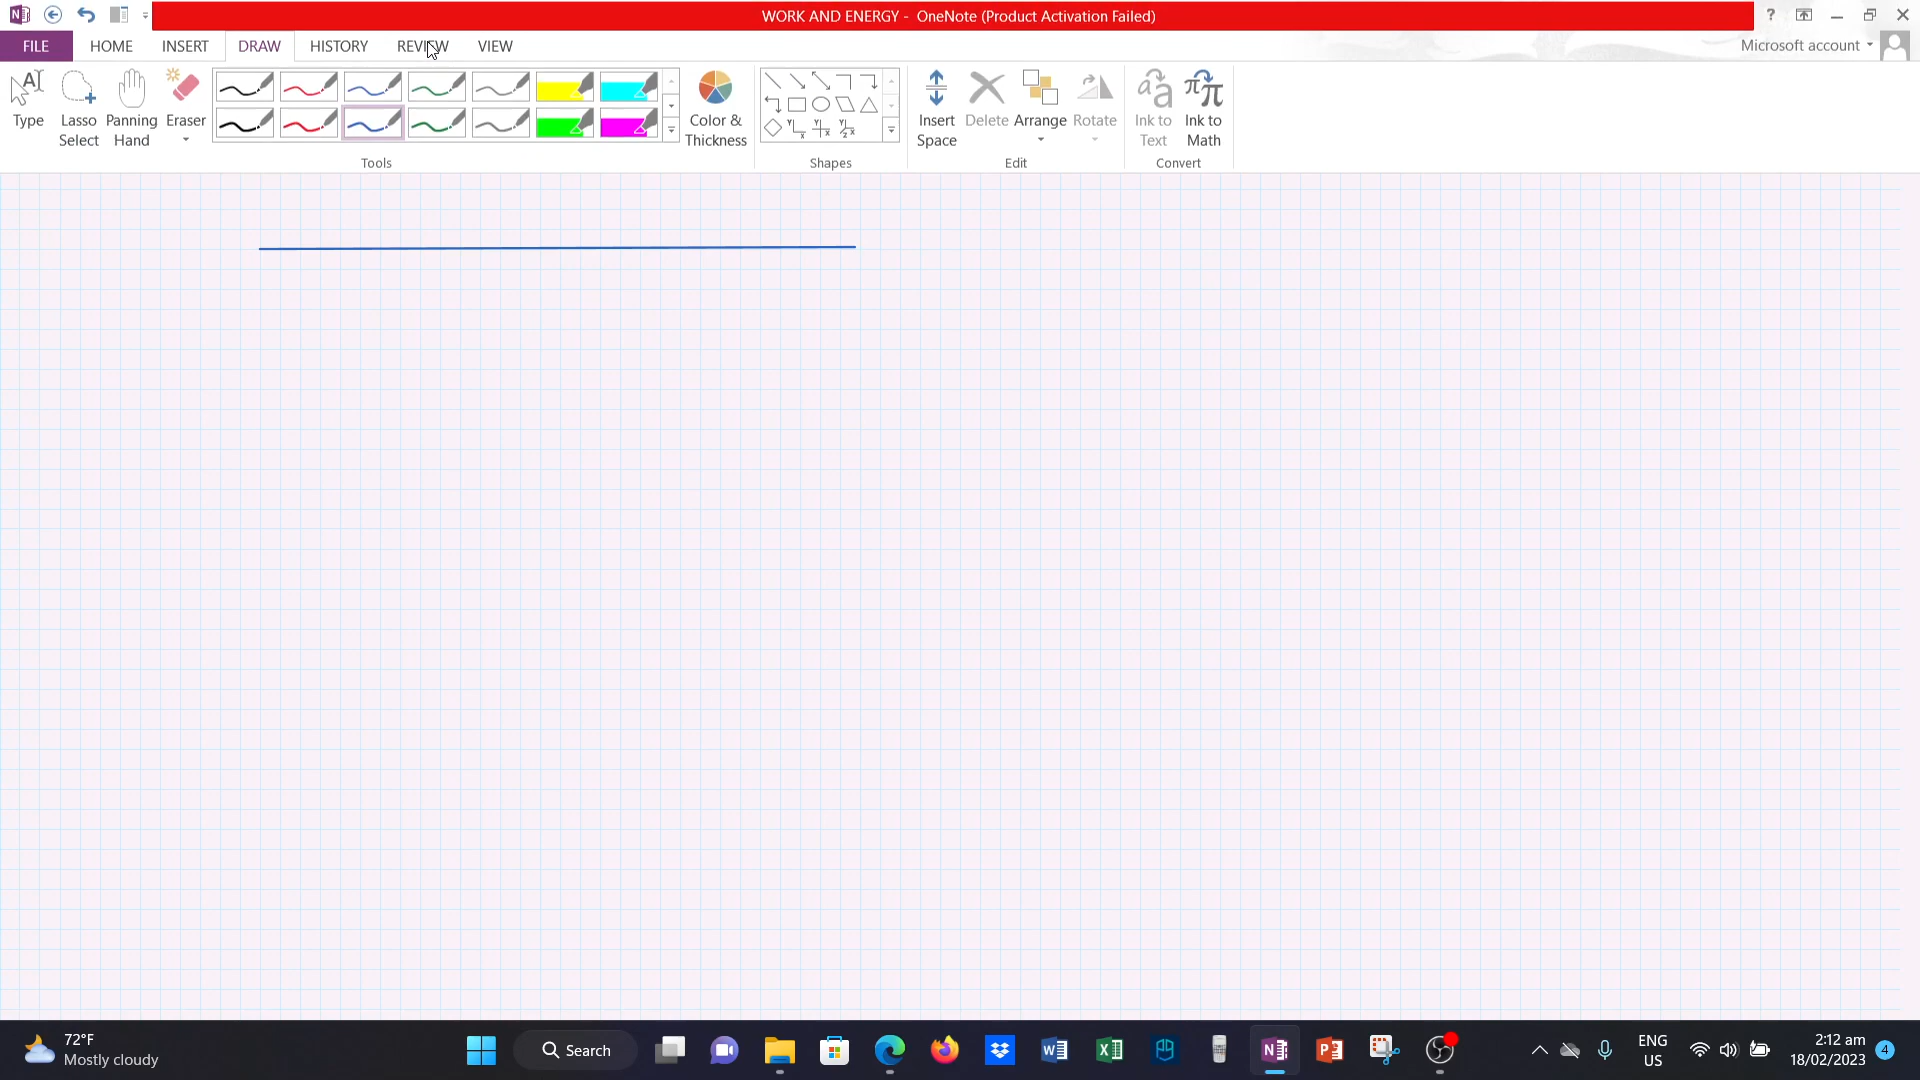 WORK AND ENERGY - OneNote (Product Activation Failed)
?
FILE HOME INSERT DRAW HISTORY REVIEW VIEW
Microsoft account
Type
Lasso Select
Panning Hand
Eraser
Color & Thickness
Insert Space
Delete
Arrange
Rotate
Ink to Text
Ink to Math
Tools
Shapes
Edit
Convert
72°F
Mostly cloudy
Search
ENG
US
2:12 am
18/02/2023
4